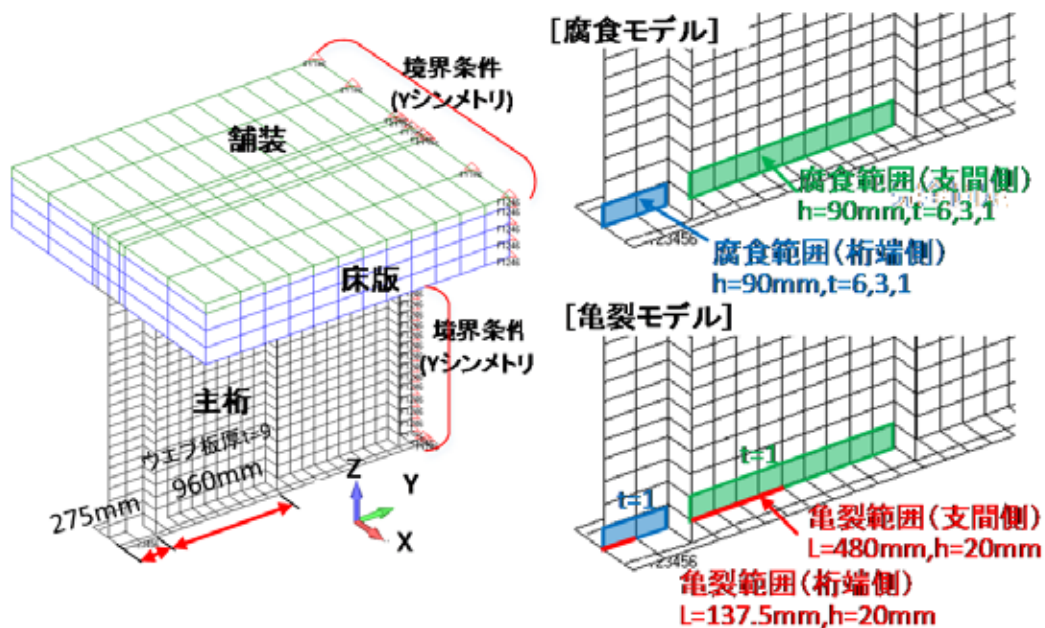 境界条件
(Yシンメトリ)
舗装
床版
境界条件
(Yシンメトリ
主桁
ウェブ板厚t=9
960mm
275mm
Z
Y
X
[腐食モデル]
腐食範囲(支間側)
h=90mm,t=6,3,1
23456
腐食範囲(桁端側)
h=90mm,t=6,3,1
[亀裂モデル]
t=1
t=1
23456
亀裂範囲(支間側)
L=480mm,h=20mm
亀裂範囲(桁端側)
L=137.5mm,h=20mm